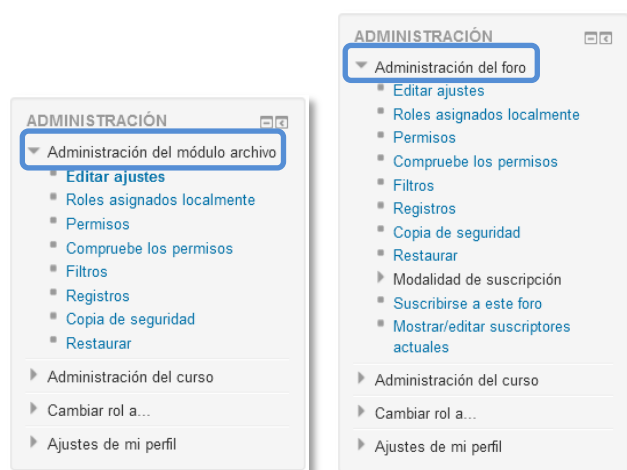 ADMINISTRACIÓN
Administración del módulo archivo
Editar ajustes
Roles asignados localmente
Permisos
Compruebe los permisos
Filtros
Registros
Copia de seguridad
Restaurar
Administración del curso
Cambiar rol a...
Ajustes de mi perfil
ADMINISTRACIÓN
Administración del foro
Editar ajustes
Roles asignados localmente
Permisos
Compruebe los permisos
Filtros
Registros
Copia de seguridad
Restaurar
Modalidad de suscripción
Suscribirse a este foro
Mostrar/editar suscriptores
actuales
Administración del curso
Cambiar rol a...
Ajustes de mi perfil